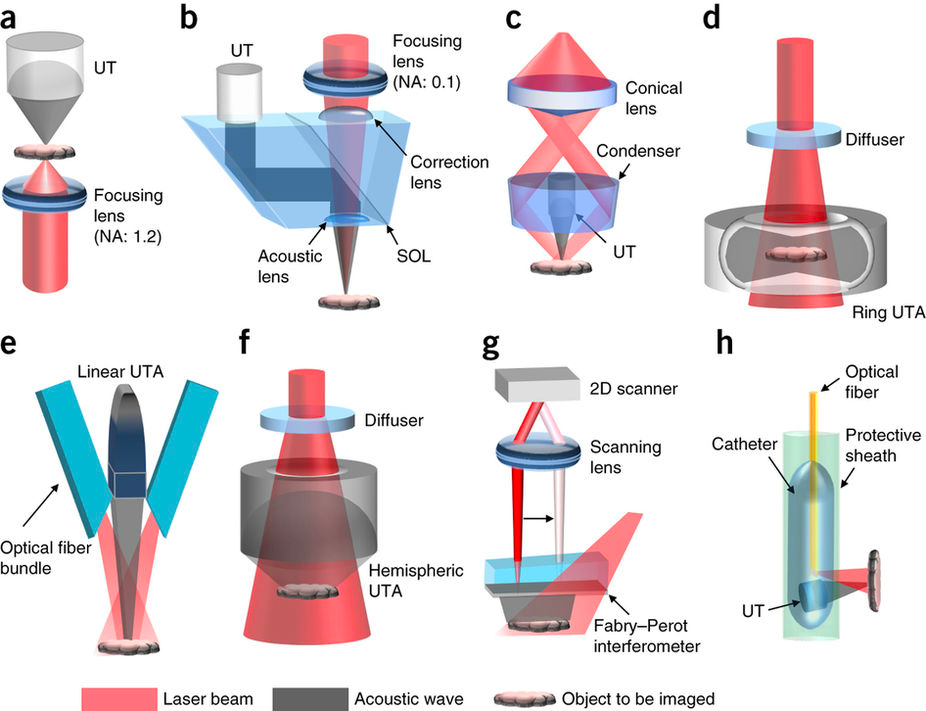 a
UT
Focusing
lens
(NA: 1.2)
b
UT
Focusing
lens
(NA: 0.1)
Correction
lens
Acoustic
lens
SOL
c
Conical
lens
Condenser
UT
d
Diffuser
Ring UTA
e
Linear UTA
Optical fiber
bundle
f
Diffuser
Hemispheric
UTA
g
2D scanner
Scanning
lens
Fabry–Perot
interferometer
h
Optical
fiber
Catheter
Protective
sheath
UT
Laser beam
Acoustic wave
Object to be imaged